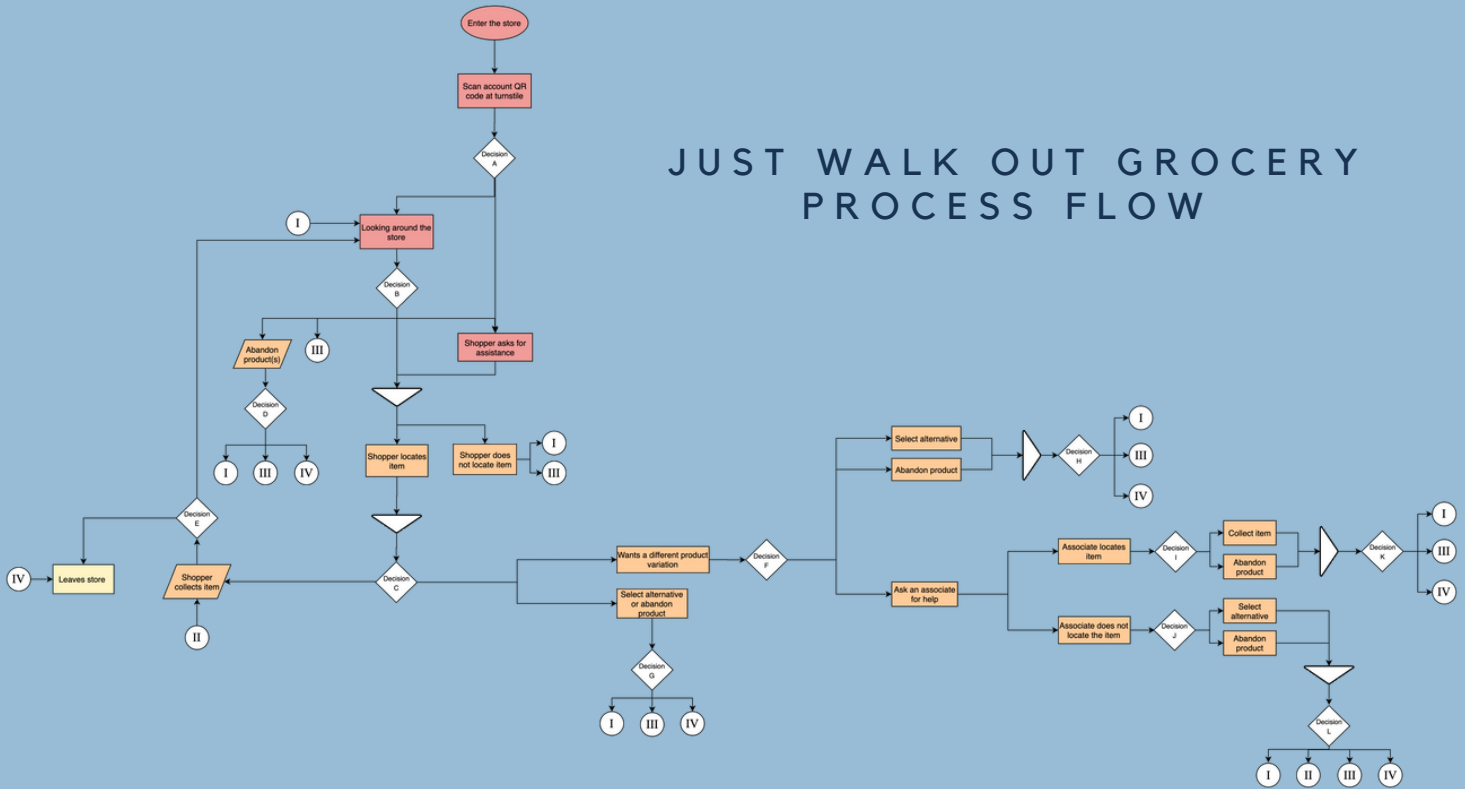 Enter the store
Scan account QR
code at turnstile
Decision
A
JUST WALK OUT GROCERY
PROCESS FLOW
I
Looking around the
store
Decision
B
Abandon
product(s)
III
Shopper asks for
assistance
Decision
D
I
III
IV
Shopper locates
item
Shopper does
not locate item
I
III
Decision
E
IV
Leaves store
Shopper
collects item
II
Decision
C
Wants a different product
variation
Select alternative
or abandon
product
Decision
G
I
III
IV
Decision
F
Select alternative
Abandon product
Decision
H
I
III
IV
Ask an associate
for help
Associate locates
item
Decision
I
Collect item
Abandon
product
Decision
K
I
III
IV
Associate does not
locate the item
Decision
J
Select
alternative
Abandon
product
Decision
L
I
II
III
IV